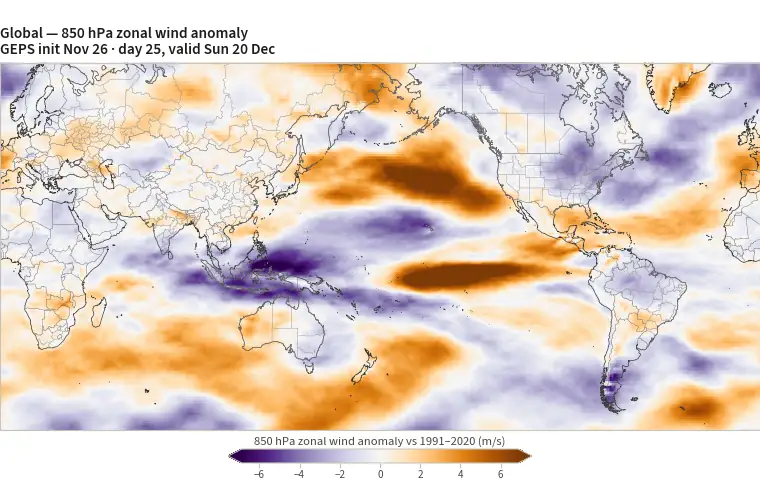 Global — 850 hPa zonal wind anomaly
GEPS init Nov 26 · day 25, valid Sun 20 Dec
850 hPa zonal wind anomaly vs 1991−2020 (m/s)
−6 −4 −2 0 2 4 6